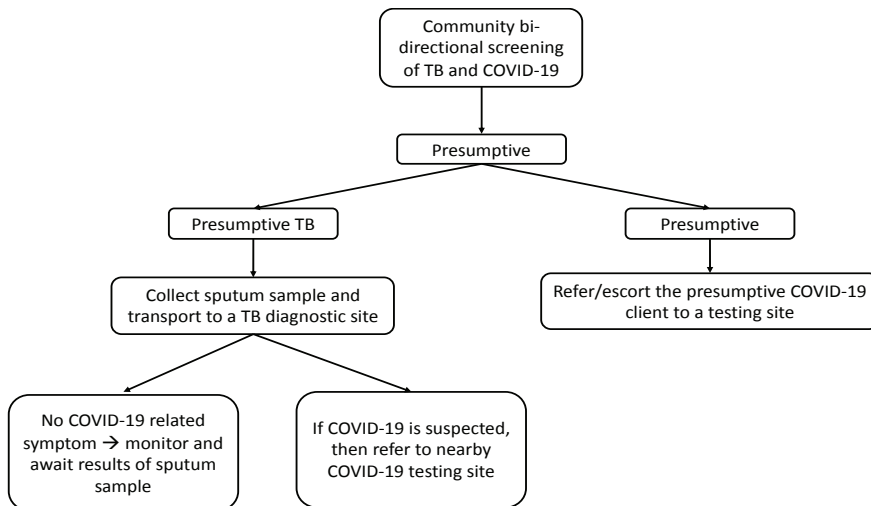 Community bi-
directional screening
of TB and COVID-19
Presumptive
Presumptive TB
Presumptive
Collect sputum sample and
transport to a TB diagnostic site
Refer/escort the presumptive COVID-19
client to a testing site
No COVID-19 related
symptom → monitor and
await results of sputum
sample
If COVID-19 is suspected,
then refer to nearby
COVID-19 testing site